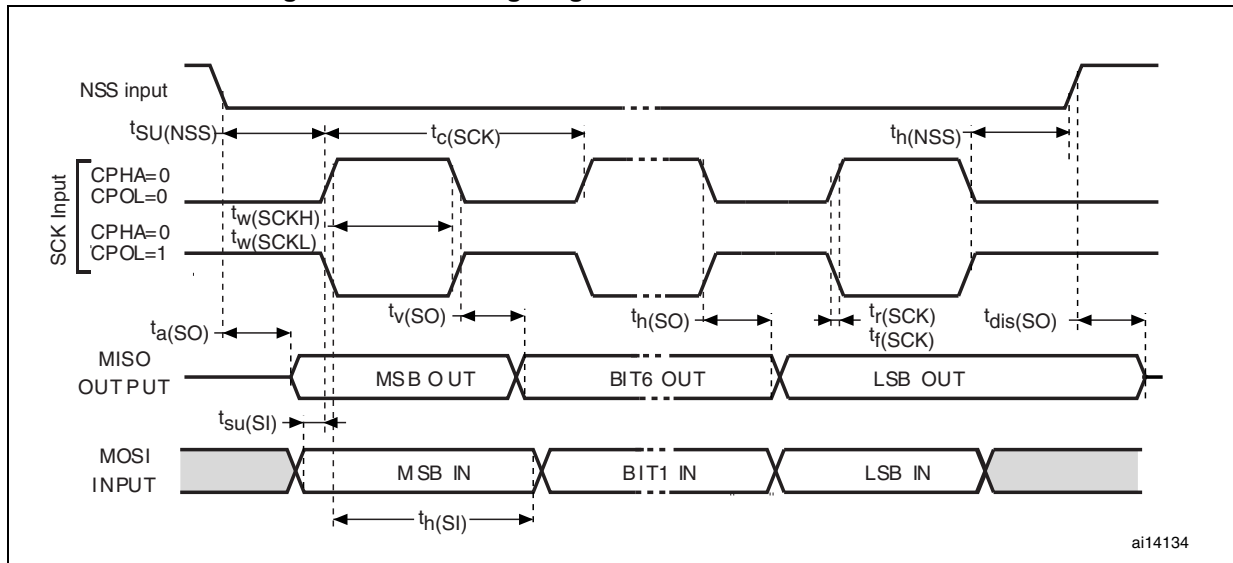 NSS input
tSU(NSS)
tc(SCK)
th(NSS)
SCK Input
CPHA=0
CPOL=0
tw(SCKH)
CPHA=0
tw(SCKL)
CPOL=1
tv(SO)
ta(SO)
th(SO)
tr(SCK)
tf(SCK)
tdis(SO)
MISO
OUTPUT
MSB OUT
BIT6 OUT
LSB OUT
tsu(SI)
MOSI
INPUT
MSB IN
BIT1 IN
LSB IN
th(SI)
ai14134